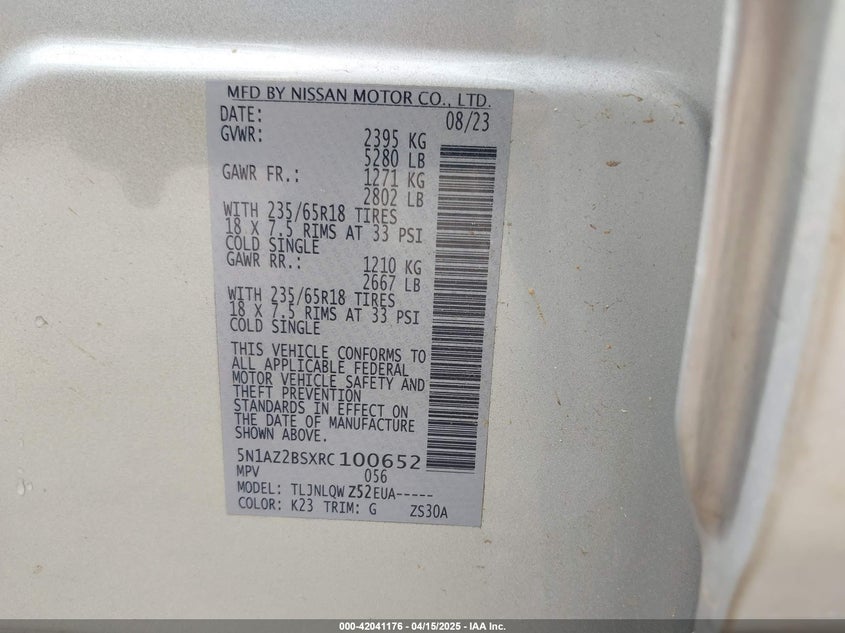 MFD BY NISSAN MOTOR CO., LTD.
DATE: 08/23
GVWR: 2395 KG
5280 LB
GAWR FR.: 1271 KG
2802 LB
WITH 235/65R18 TIRES
18 X 7.5 RIMS AT 33 PSI
COLD SINGLE
GAWR RR.: 1210 KG
2667 LB
WITH 235/65R18 TIRES
18 X 7.5 RIMS AT 33 PSI
COLD SINGLE
THIS VEHICLE CONFORMS TO
ALL APPLICABLE FEDERAL
MOTOR VEHICLE SAFETY AND
THEFT PREVENTION
STANDARDS IN EFFECT ON
THE DATE OF MANUFACTURE
SHOWN ABOVE.
5N1AZ2BSXRC100652
MPV 056
MODEL: TLJNLQW Z52EUA-----
COLOR: K23 TRIM: G ZS30A
000-42041176 - 04/15/2025 - IAA Inc.